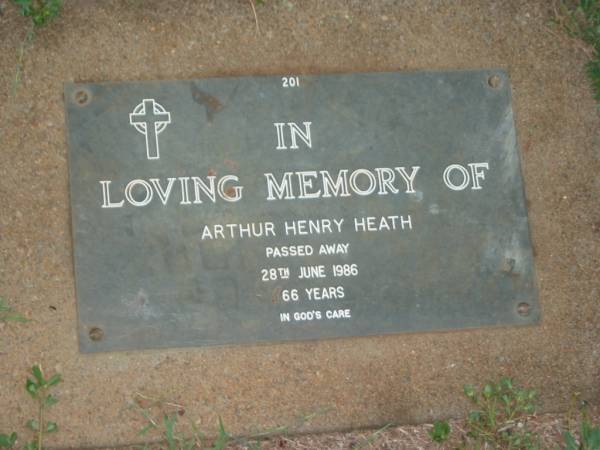 201
IN
LOVING MEMORY OF
ARTHUR HENRY HEATH
PASSED AWAY
28TH JUNE 1986
66 YEARS
IN GOD'S CARE